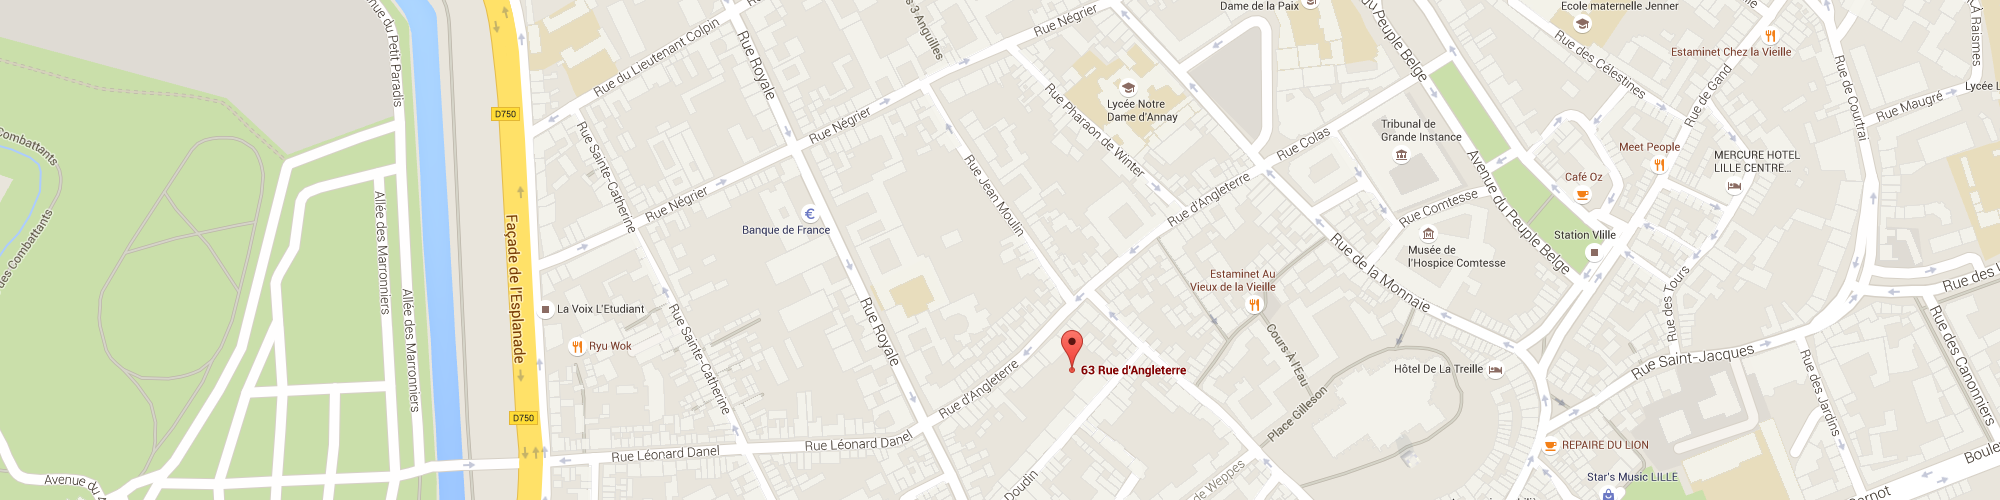 Avenue du Petit Paradis
Combattants
des Combattants
Allée des Marronniers
Allée des Marronniers
Avenue du
D750
Façade de l'Esplanade
D750
Rue du Lieutenant Colpin
Rue Royale
3 Anguilles
Rue Négrier
Rue Sainte-Catherine
Rue Négrier
Rue Négrier
Banque de France
Rue Jean Moulin
La Voix L'Etudiant
Ryu Wok
Rue Sainte-Catherine
Rue Royale
Rue Léonard Danel
Rue Léonard Danel
Rue d'Angleterre
63 Rue d'Angleterre
Doudin
de Weppes
Dame de la Paix
Lycée Notre
Dame d'Annay
Rue Pharaon de Winter
Rue d'Angleterre
Rue Colas
Tribunal de
Grande Instance
du Peuple Belge
Avenue du Peuple Belge
Rue Comtesse
Musée de
l'Hospice Comtesse
Rue de la Monnaie
Estaminet Au
Vieux de la Vieille
Cours À l'Eau
Place Gilleson
Hôtel De La Treille
Ecole maternelle Jenner
Estaminet Chez la Vieille
Rue des Célestines
Rue de Gand
Meet People
Café Oz
MERCURE HOTEL
LILLE CENTRE...
Station Vlille
Rue des Tours
Rue de Courtrai
Rue Maugré
À Raismes
Lycée L
Rue des
Rue Saint-Jacques
Rue des Canonniers
Rue des Jardins
REPAIRE DU LION
Star's Music LILLE
Boule